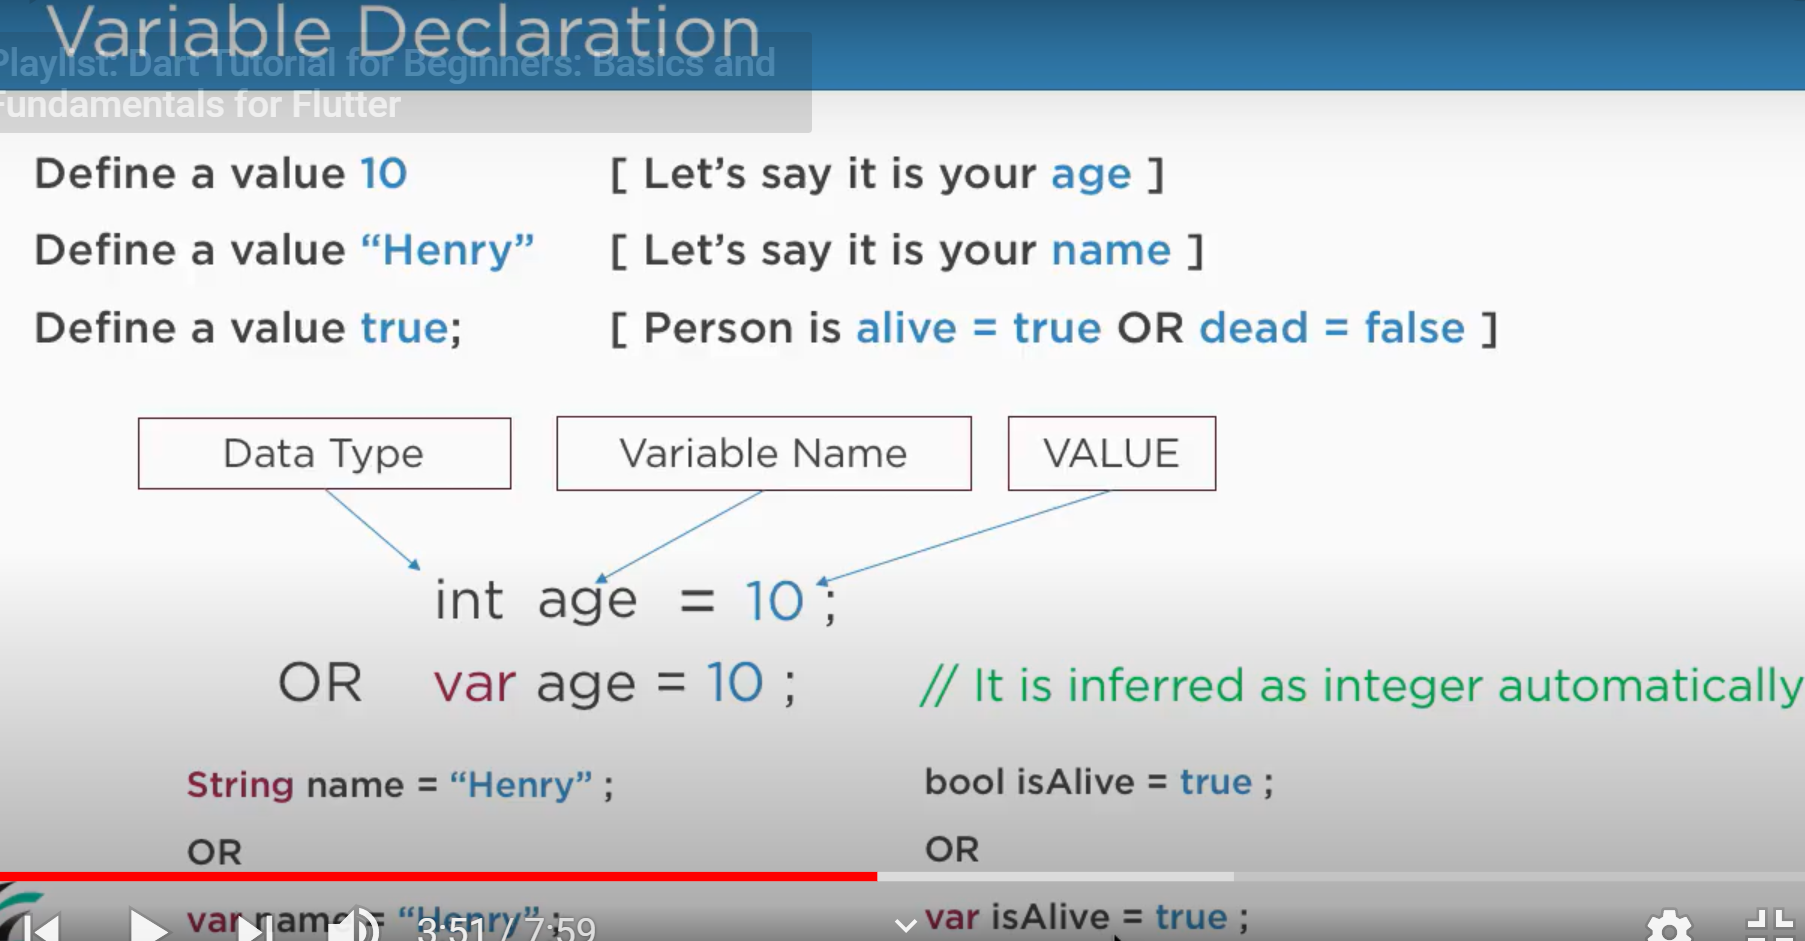 Variable Declaration
Playlist: Dart Tutorial for Beginners: Basics and
Fundamentals for Flutter
Define a value 10 [ Let’s say it is your age ]
Define a value “Henry” [ Let’s say it is your name ]
Define a value true; [ Person is alive = true OR dead = false ]
Data Type Variable Name VALUE
int age = 10 ;
OR var age = 10 ; // It is inferred as integer automatically
String name = “Henry” ; bool isAlive = true ;
OR OR
var name = “Henry” ; var isAlive = true ;
3:51 / 7:59